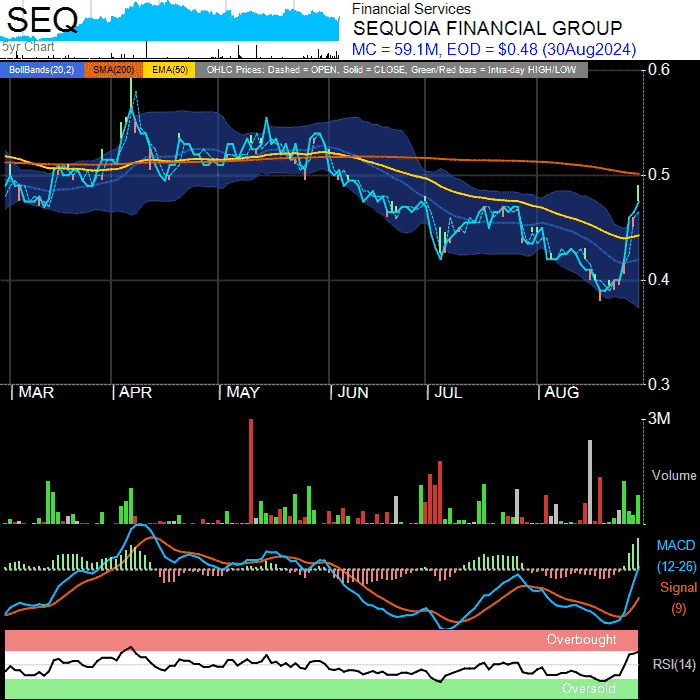 SEQ
5yr Chart
Financial Services
SEQUOIA FINANCIAL GROUP
MC = 59.1M, EOD = $0.48 (30Aug2024)
BollBands(20,2) SMA(200) EMA(50) OHLC Prices: Dashed = OPEN, Solid = CLOSE, Green/Red bars = Intra-day HIGH/LOW
0.6
0.5
0.4
0.3
MAR APR MAY JUN JUL AUG
3M
Volume
MACD
(12-26)
Signal
(9)
Overbought
RSI(14)
Oversold